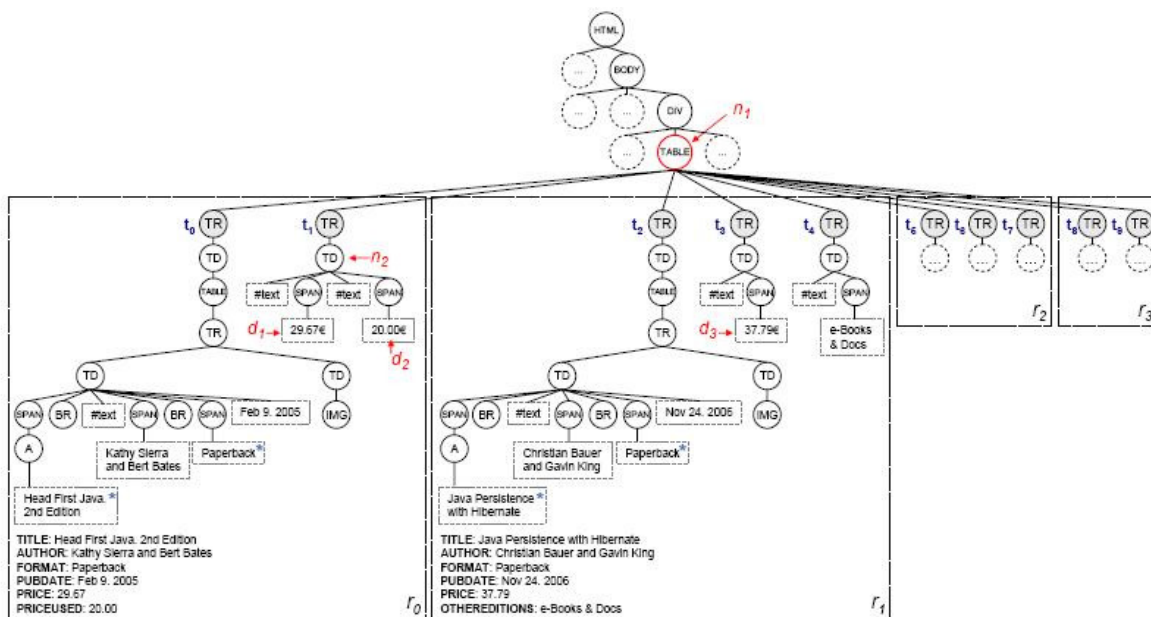 HTML
... BODY
... ... DIV
n1
... TABLE ...
t0 TR t1 TR t2 TR t3 TR t4 TR t5 TR t6 TR t7 TR t8 TR t9 TR
TD TD n2 TD TD TD ... ... ... ... ...
TABLE #text SPAN #text SPAN TABLE #text SPAN #text SPAN
r2 r3
TR d1 29.67€ 20.00€ TR d3 37.79€ e-Books
& Docs
d2
TD TD TD TD
SPAN BR #text SPAN BR SPAN Feb 9. 2005 IMG SPAN BR #text SPAN BR SPAN Nov 24. 2006 IMG
A Kathy Sierra
and Bert Bates
Paperback* A Christian Bauer
and Gavin King
Paperback*
Head First Java. *
2nd Edition
Java Persistence *
with Hibernate
TITLE: Head First Java. 2nd Edition
AUTHOR: Kathy Sierra and Bert Bates
FORMAT: Paperback
PUBDATE: Feb 9. 2005
PRICE: 29.67
PRICEUSED: 20.00
r0
TITLE: Java Persistence with Hibernate
AUTHOR: Christian Bauer and Gavin King
FORMAT: Paperback
PUBDATE: Nov 24. 2006
PRICE: 37.79
OTHEREDITIONS: e-Books & Docs
r1